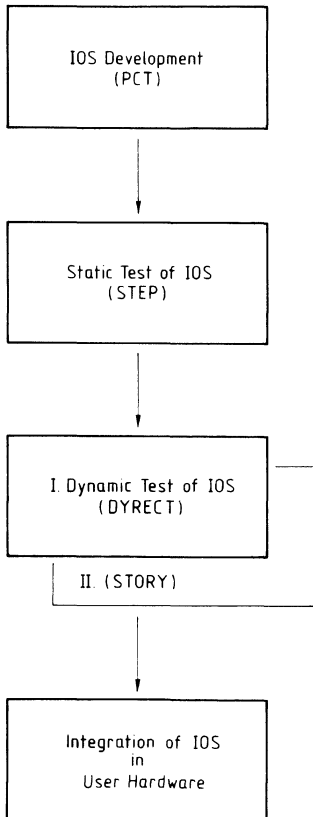 IOS Development
(PCT)
Static Test of IOS
(STEP)
I. Dynamic Test of IOS
(DYRECT)
II. (STORY)
Integration of IOS
in
User Hardware